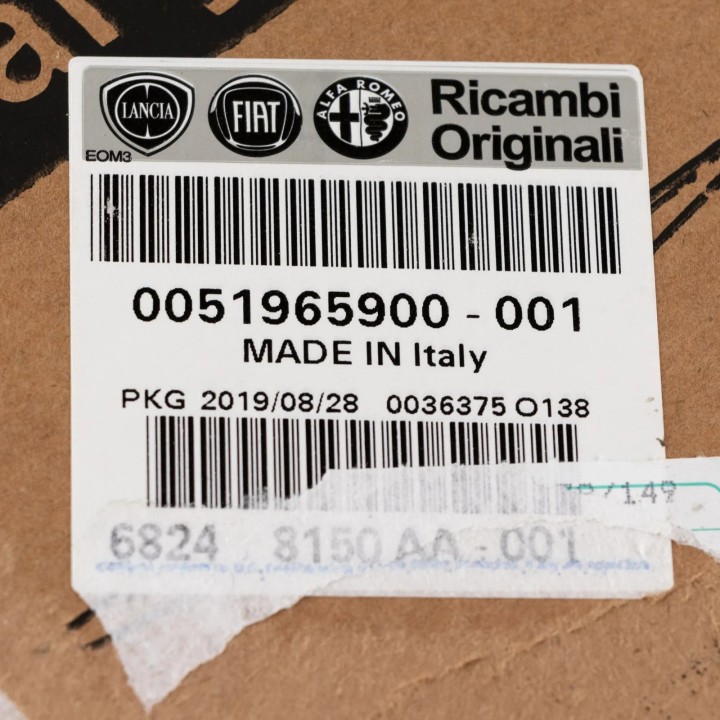 LANCIA
FIAT
ALFA ROMEO
Ricambi
Originali
EOM3
0051965900 - 001
MADE IN Italy
PKG 2019/08/28 0036375 O138
/149
6824 8150 AA - 001